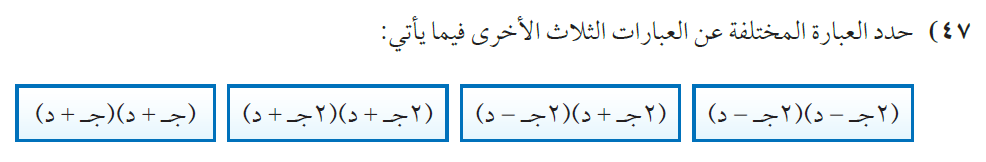 ٤٧) حدد العبارة المختلفة عن العبارات الثلاث الأخرى فيما يأتي:
(٢جـ – د)(٢جـ – د) (٢جـ + د)(٢جـ – د) (٢جـ + د)(٢جـ + د) (جـ + د)(جـ + د)